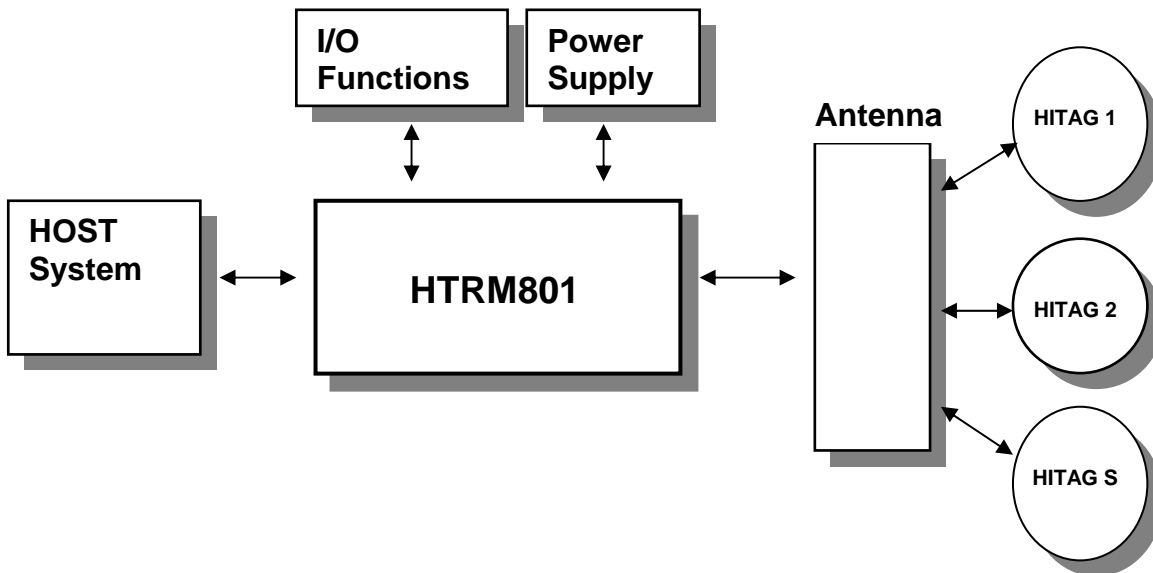 I/O
Functions
Power
Supply
Antenna
HITAG 1
HOST
System
HTRM801
HITAG 2
HITAG S